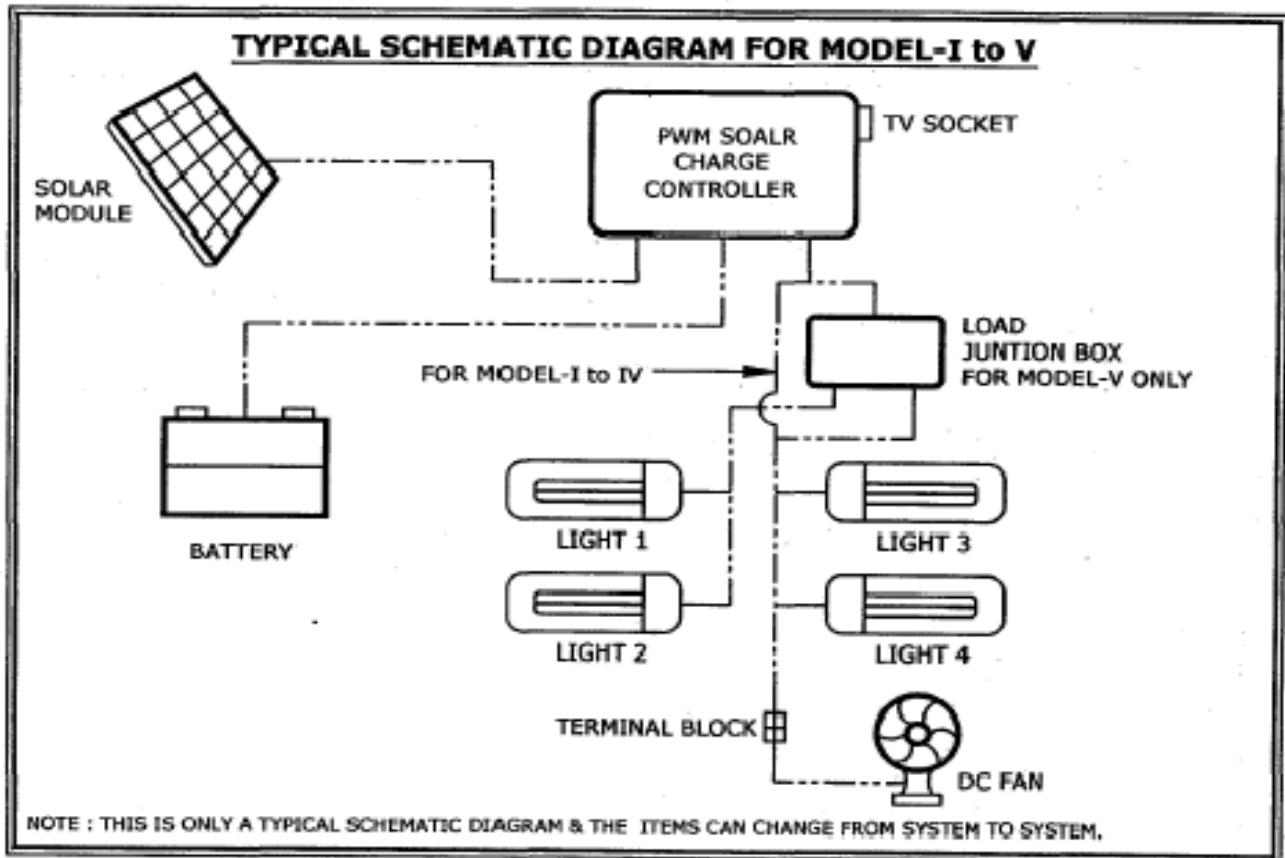 TYPICAL SCHEMATIC DIAGRAM FOR MODEL-I to V
PWM SOALR
CHARGE
CONTROLLER
TV SOCKET
SOLAR
MODULE
LOAD
JUNTION BOX
FOR MODEL-V ONLY
FOR MODEL-I to IV
BATTERY
LIGHT 1
LIGHT 3
LIGHT 2
LIGHT 4
TERMINAL BLOCK
DC FAN
NOTE : THIS IS ONLY A TYPICAL SCHEMATIC DIAGRAM & THE ITEMS CAN CHANGE FROM SYSTEM TO SYSTEM.